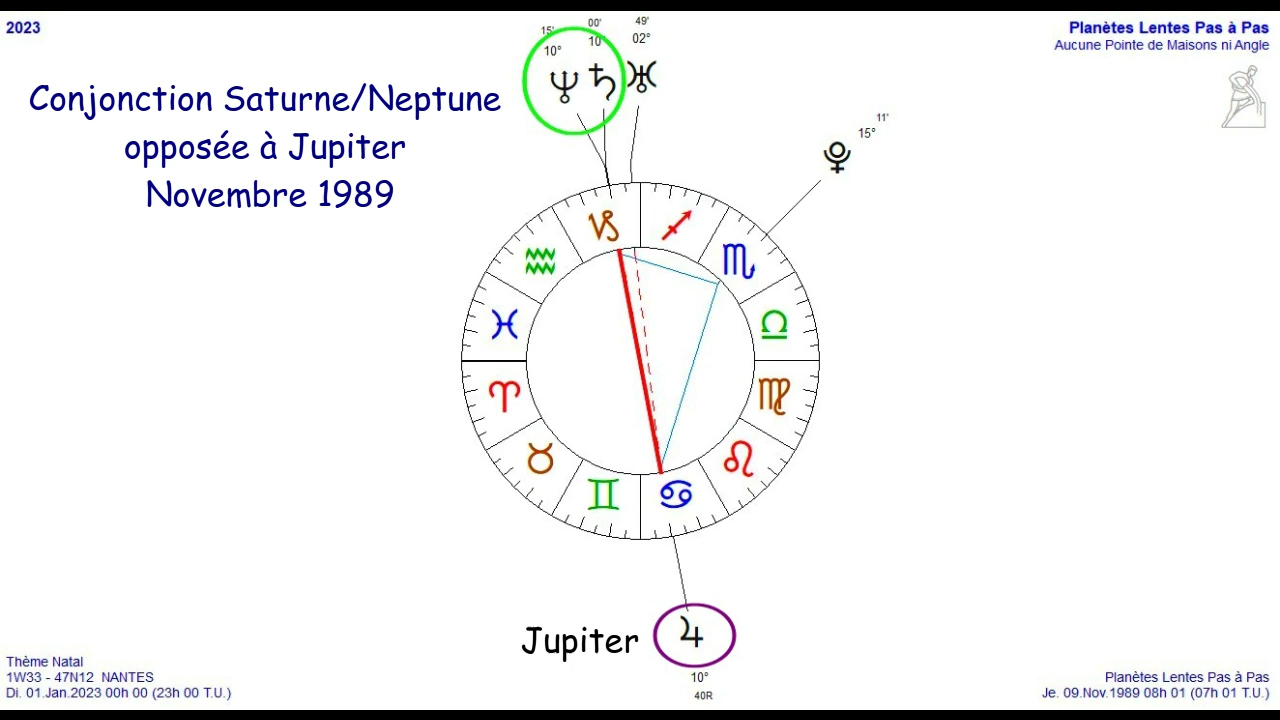 2023
Planètes Lentes Pas à Pas
Aucune Pointe de Maisons ni Angle
Conjonction Saturne/Neptune
opposée à Jupiter
Novembre 1989
15'
10°
00'
10°
49'
02°
11'
15°
Jupiter
10°
40R
Thème Natal
1W33 - 47N12 NANTES
Di. 01.Jan.2023 00h 00 (23h 00 T.U.)
Planètes Lentes Pas à Pas
Je. 09.Nov.1989 08h 01 (07h 01 T.U.)